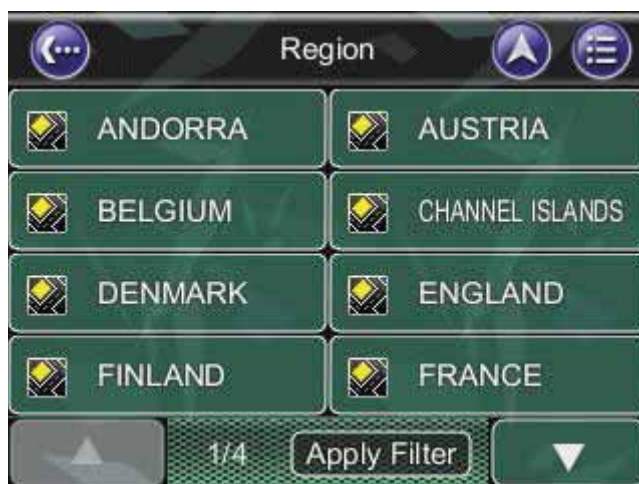 Region
ANDORRA
AUSTRIA
BELGIUM
CHANNEL ISLANDS
DENMARK
ENGLAND
FINLAND
FRANCE
1/4
Apply Filter